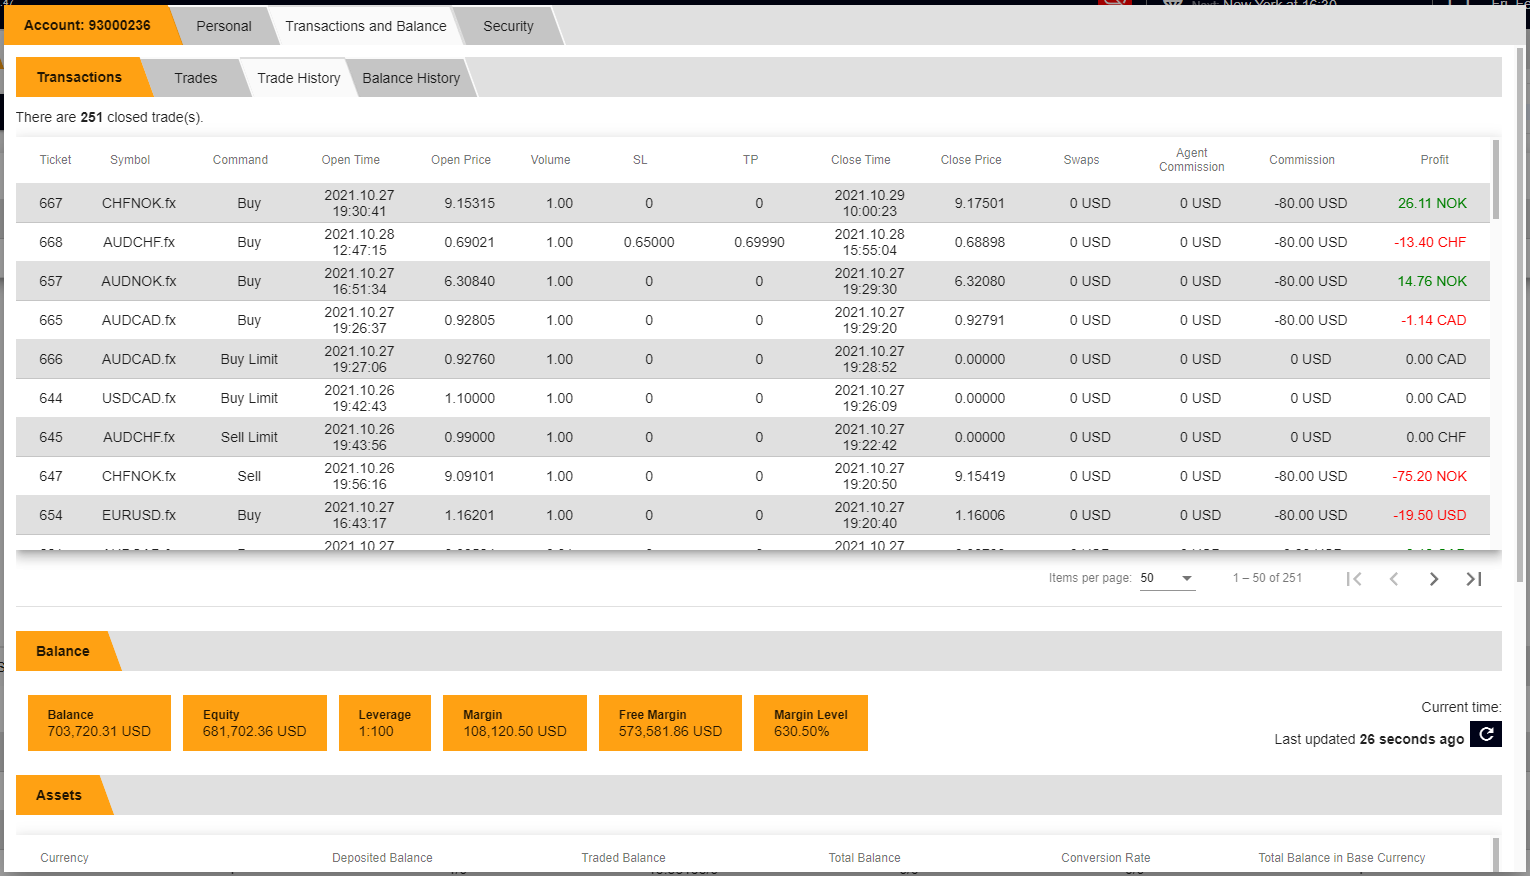 Account: 93000236 Personal Transactions and Balance Security
Transactions Trades Trade History Balance History
There are 251 closed trade(s).
Ticket Symbol Command Open Time Open Price Volume SL TP Close Time Close Price Swaps Agent Commission Commission Profit
667 CHFNOK.fx Buy 2021.10.27 19:30:41 9.15315 1.00 0 0 2021.10.29 10:00:23 9.17501 0 USD 0 USD -80.00 USD 26.11 NOK
668 AUDCHF.fx Buy 2021.10.28 12:47:15 0.69021 1.00 0.65000 0.69990 2021.10.28 15:55:04 0.68898 0 USD 0 USD -80.00 USD -13.40 CHF
657 AUDNOK.fx Buy 2021.10.27 16:51:34 6.30840 1.00 0 0 2021.10.27 19:29:30 6.32080 0 USD 0 USD -80.00 USD 14.76 NOK
665 AUDCAD.fx Buy 2021.10.27 19:26:37 0.92805 1.00 0 0 2021.10.27 19:29:20 0.92791 0 USD 0 USD -80.00 USD -1.14 CAD
666 AUDCAD.fx Buy Limit 2021.10.27 19:27:06 0.92760 1.00 0 0 2021.10.27 19:28:52 0.00000 0 USD 0 USD 0 USD 0.00 CAD
644 USDCAD.fx Buy Limit 2021.10.26 19:42:43 1.10000 1.00 0 0 2021.10.27 19:26:09 0.00000 0 USD 0 USD 0 USD 0.00 CAD
645 AUDCHF.fx Sell Limit 2021.10.26 19:43:56 0.99000 1.00 0 0 2021.10.27 19:22:42 0.00000 0 USD 0 USD 0 USD 0.00 CHF
647 CHFNOK.fx Sell 2021.10.26 19:56:16 9.09101 1.00 0 0 2021.10.27 19:20:50 9.15419 0 USD 0 USD -80.00 USD -75.20 NOK
654 EURUSD.fx Buy 2021.10.27 16:43:17 1.16201 1.00 0 0 2021.10.27 19:20:40 1.16006 0 USD 0 USD -80.00 USD -19.50 USD
2021.10.27 2021.10.27
Items per page: 50 1 – 50 of 251
Balance
Balance Equity Leverage Margin Free Margin Margin Level
703,720.31 USD 681,702.36 USD 1:100 108,120.50 USD 573,581.86 USD 630.50%
Current time:
Last updated 26 seconds ago
Assets
Currency Deposited Balance Traded Balance Total Balance Conversion Rate Total Balance in Base Currency